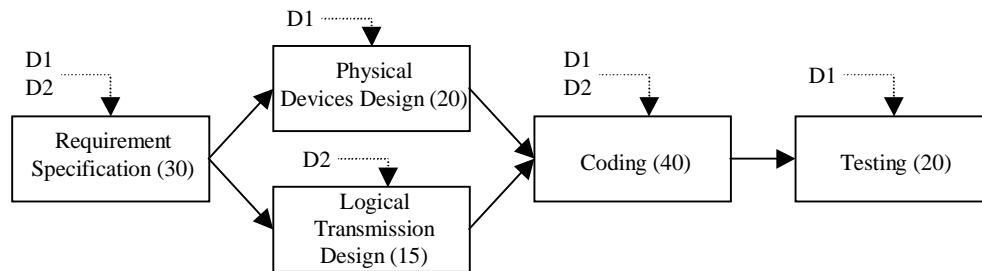 D1
D2
Requirement
Specification (30)
D1
Physical
Devices Design (20)
D2
Logical
Transmission
Design (15)
D1
D2
Coding (40)
D1
Testing (20)